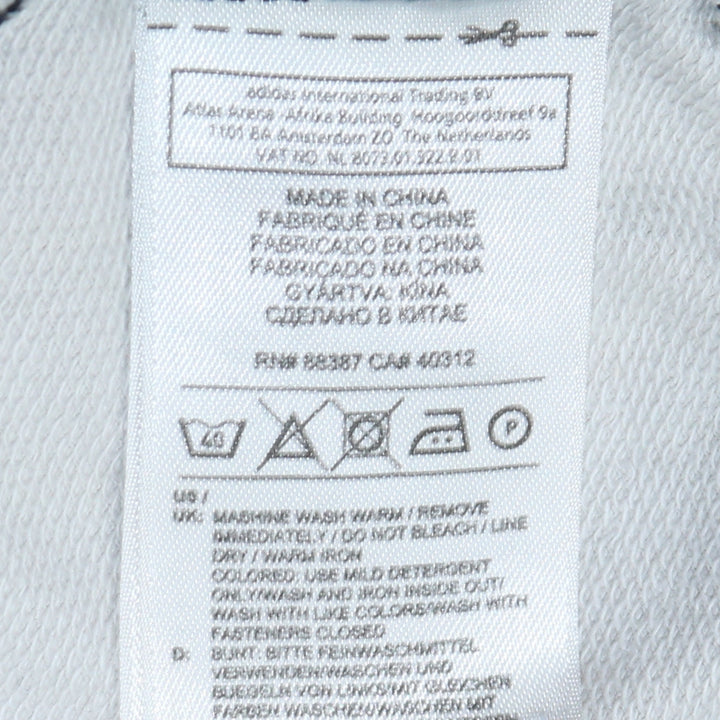 adidas International Trading BV
Atlas Arena -Afrika Building Hoogoorddreef 9a
1101 BA Amsterdam ZO The Netherlands
VAT NO. NL 8073.01.322.B.01
MADE IN CHINA
FABRIQUÉ EN CHINE
FABRICADO EN CHINA
FABRICADO NA CHINA
GYÁRTVA: KÍNA
СДЕЛАНО В КИТАЕ
RN# 88387 CA# 40312
40
P
US /
UK: MASHINE WASH WARM / REMOVE
IMMEDIATELY / DO NOT BLEACH / LINE
DRY / WARM IRON
COLORED: USE MILD DETERGENT
ONLY/WASH AND IRON INSIDE OUT/
WASH WITH LIKE COLORS/WASH WITH
FASTENERS CLOSED
D: BUNT: BITTE FEINWASCHMITTEL
VERWENDEN/WASCHEN UND
BUEGELN VON LINKS/MIT GLEICHEN
FARBEN WASCHEN/MIT